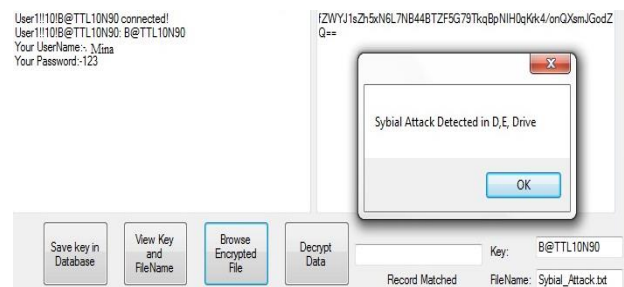 User1!!10!B@TTL10N90 connected!
User1!!10!B@TTL10N90: B@TTL10N90
Your UserName:-. Mina
Your Password:-123
fZWYJ1sZh5xN6L7NB44BTZF5G79TkqBpNIH0qKrk4/onQXsmJGodZ
Q==
Sybial Attack Detected in D,E, Drive
OK
Save key in
Database
View Key
and
FileName
Browse
Encrypted
File
Decrypt
Data
Record Matched
Key: B@TTL10N90
FileName: Sybial_Attack.txt